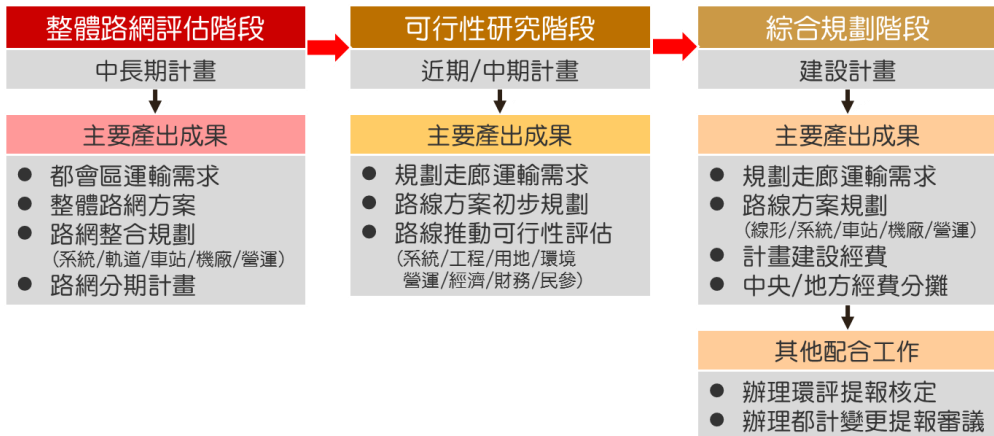 整體路網評估階段
中長期計畫
主要產出成果
● 都會區運輸需求
● 整體路網方案
● 路網整合規劃
(系統/軌道/車站/機廠/營運)
● 路網分期計畫
可行性研究階段
近期/中期計畫
主要產出成果
● 規劃走廊運輸需求
● 路線方案初步規劃
● 路線推動可行性評估
(系統/工程/用地/環境
營運/經濟/財務/民參)
綜合規劃階段
建設計畫
主要產出成果
● 規劃走廊運輸需求
● 路線方案規劃
(線形/系統/車站/機廠/營運)
● 計畫建設經費
● 中央/地方經費分攤
其他配合工作
● 辦理環評提報核定
● 辦理都計變更提報審議